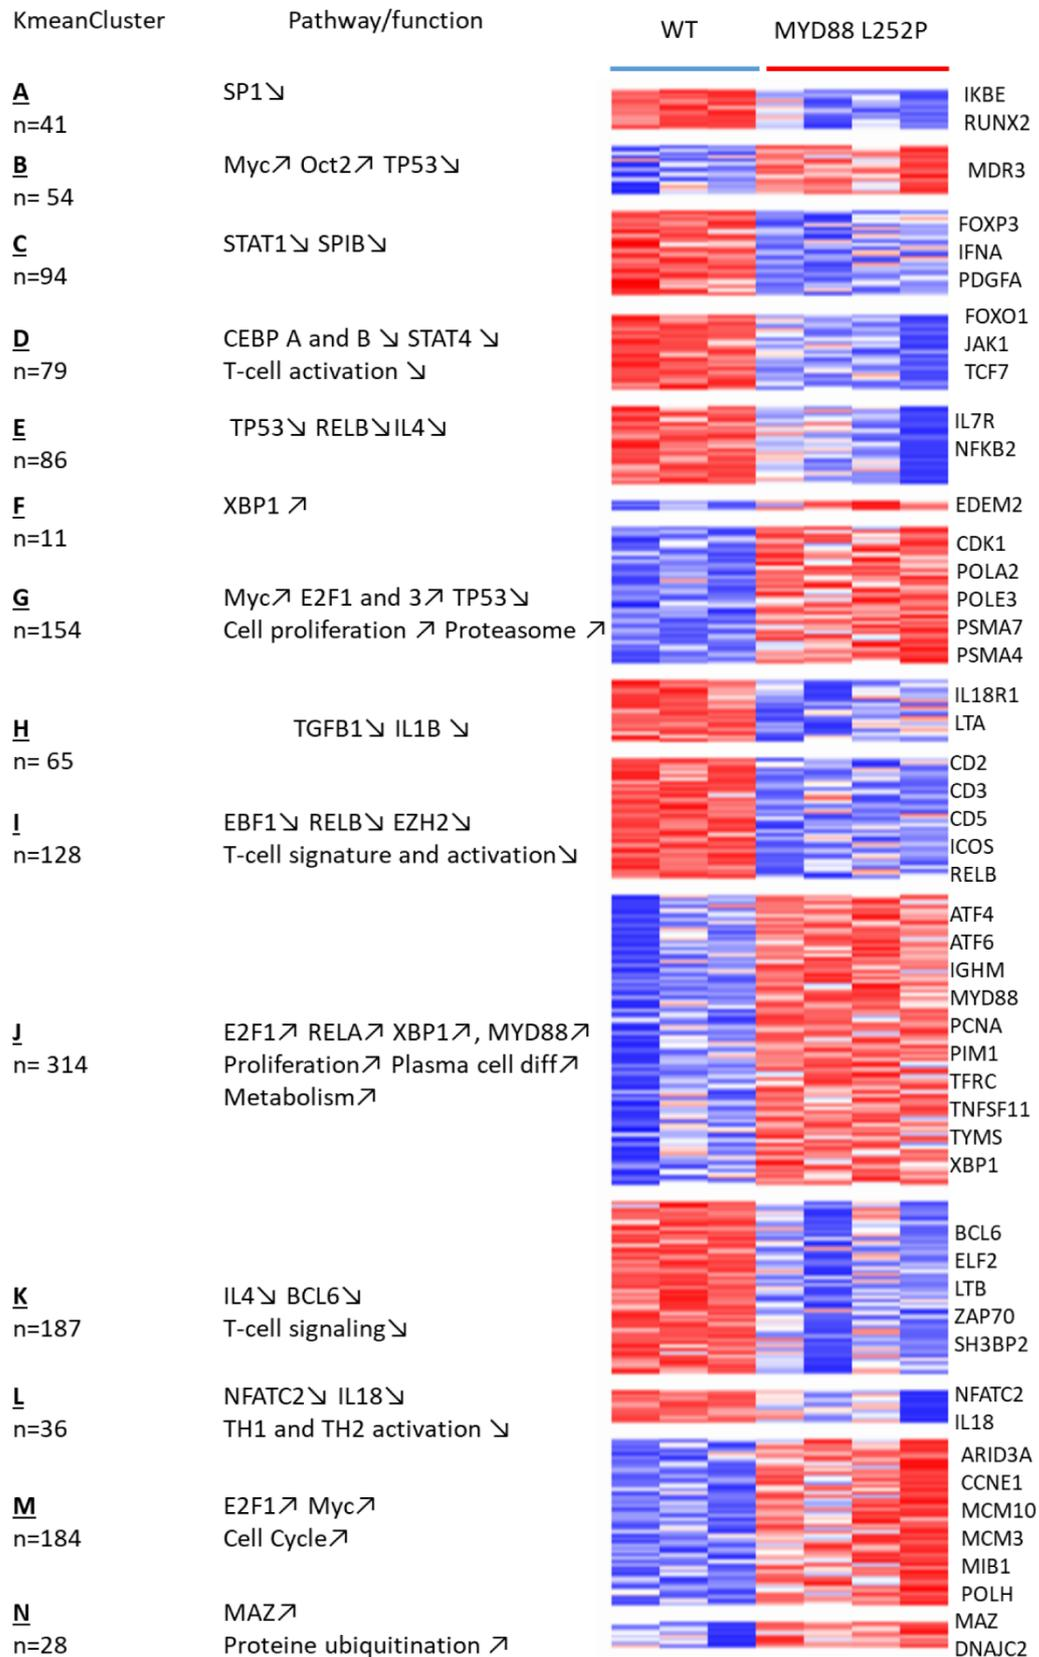 KmeanCluster Pathway/function WT MYD88 L252P
A SP1↘ IKBE
n=41 RUNX2
B Myc↗ Oct2↗ TP53↘ MDR3
n= 54
C STAT1↘ SPIB↘ FOXP3
n=94 IFNA
PDGFA
D CEBP A and B ↘ STAT4 ↘ FOXO1
n=79 T-cell activation ↘ JAK1
TCF7
E TP53↘ RELB↘IL4↘ IL7R
n=86 NFKB2
F XBP1 ↗ EDEM2
n=11
G Myc↗ E2F1 and 3↗ TP53↘ CDK1
n=154 Cell proliferation ↗ Proteasome ↗ POLA2
POLE3
PSMA7
PSMA4
H TGFB1↘ IL1B ↘ IL18R1
n= 65 LTA
I EBF1↘ RELB↘ EZH2↘ CD2
n=128 T-cell signature and activation↘ CD3
CD5
ICOS
RELB
J E2F1↗ RELA↗ XBP1↗, MYD88↗ ATF4
n= 314 Proliferation↗ Plasma cell diff↗ ATF6
Metabolism↗ IGHM
MYD88
PCNA
PIM1
TFRC
TNFSF11
TYMS
XBP1
K IL4↘ BCL6↘ BCL6
n=187 T-cell signaling↘ ELF2
LTB
ZAP70
SH3BP2
L NFATC2↘ IL18↘ NFATC2
n=36 TH1 and TH2 activation ↘ IL18
M E2F1↗ Myc↗ ARID3A
n=184 Cell Cycle↗ CCNE1
MCM10
MCM3
MIB1
POLH
N MAZ↗ MAZ
n=28 Proteine ubiquitination ↗ DNAJC2